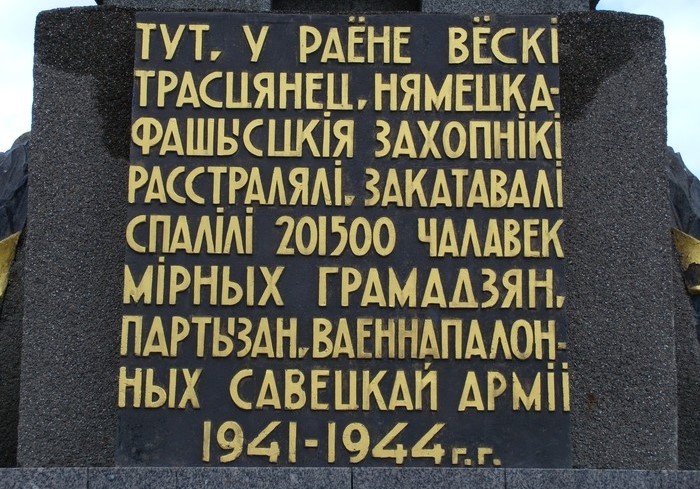 ТУТ, У РАЁНЕ ВЁСКІ
ТРАСЦЯНЕЦ, НЯМЕЦКА-
ФАШЫСЦКІЯ ЗАХОПНІКІ
РАССТРАЛЯЛІ, ЗАКАТАВАЛІ
СПАЛІЛІ 201500 ЧАЛАВЕК
МІРНЫХ ГРАМАДЗЯН,
ПАРТЫЗАН, ВАЕННАПАЛОН-
НЫХ САВЕЦКАЙ АРМІІ
1941-1944 г.г.